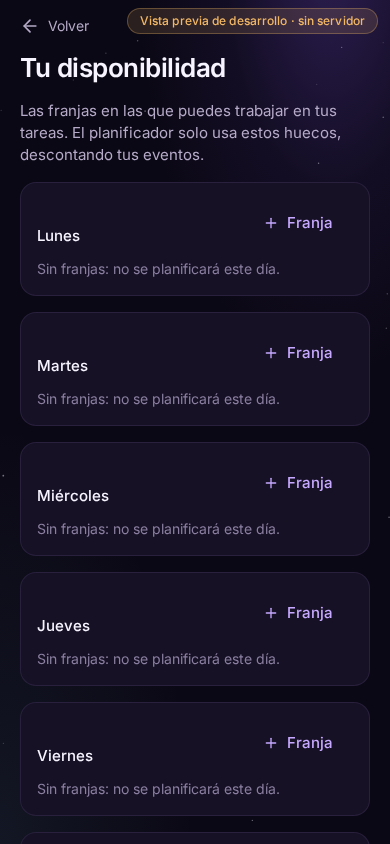 Volver
Vista previa de desarrollo · sin servidor
Tu disponibilidad
Las franjas en las que puedes trabajar en tus
tareas. El planificador solo usa estos huecos,
descontando tus eventos.
+ Franja
Lunes
Sin franjas: no se planificará este día.
+ Franja
Martes
Sin franjas: no se planificará este día.
+ Franja
Miércoles
Sin franjas: no se planificará este día.
+ Franja
Jueves
Sin franjas: no se planificará este día.
+ Franja
Viernes
Sin franjas: no se planificará este día.